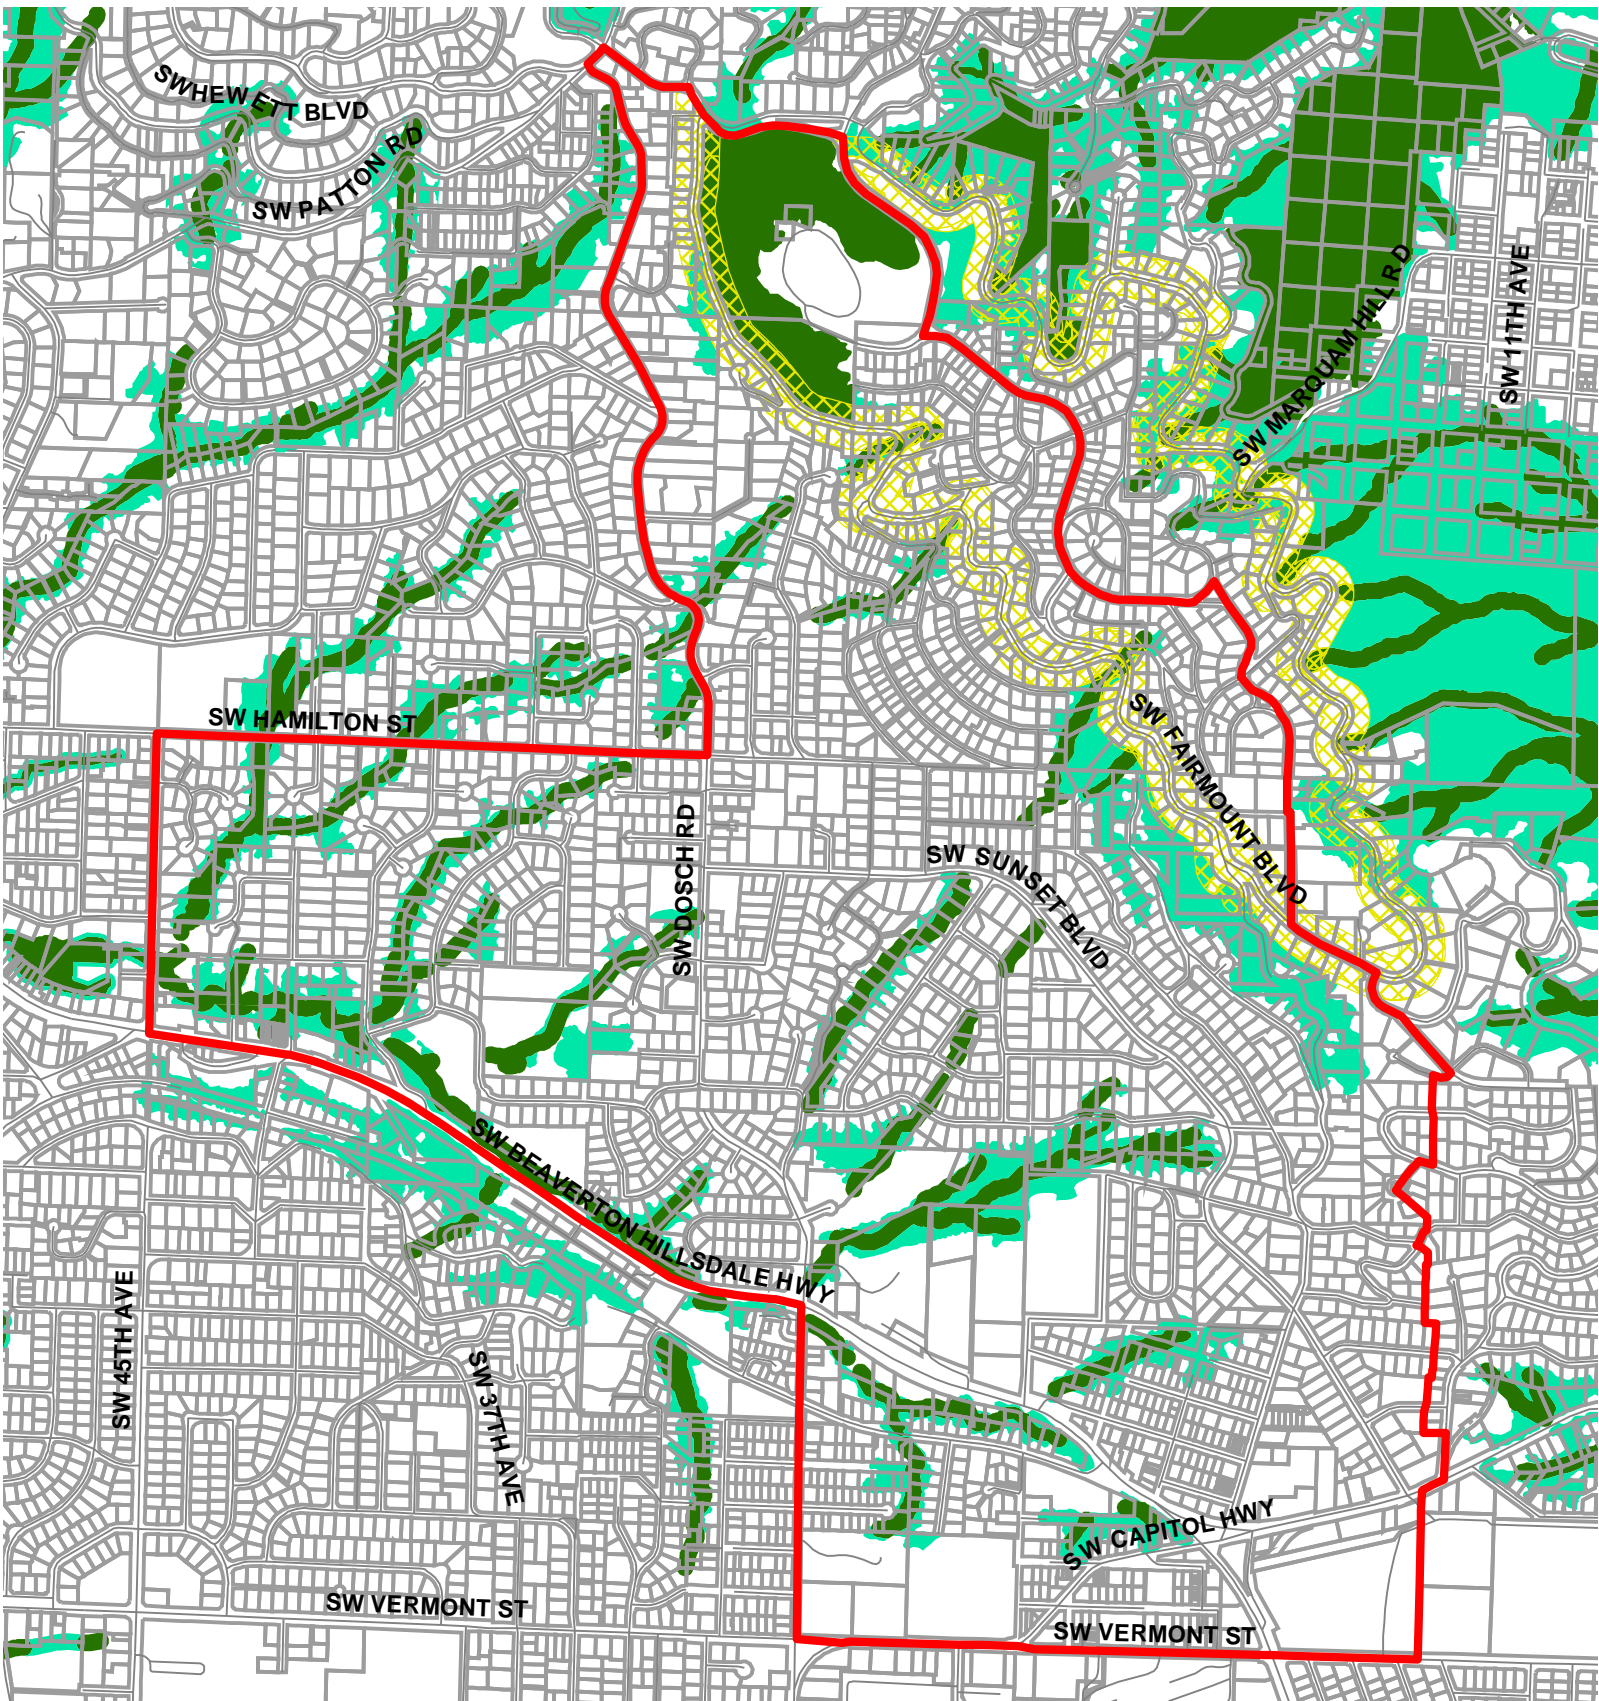 SW HEWETT BLVD
SW PATTON RD
SW MARQUAM HILL RD
SW 11TH AVE
SW HAMILTON ST
SW FAIRMOUNT BLVD
SW DOSCH RD
SW SUNSET BLVD
SW BEAVERTON HILLSDALE HWY
SW 45TH AVE
SW 37TH AVE
SW CAPITOL HWY
SW VERMONT ST
SW VERMONT ST